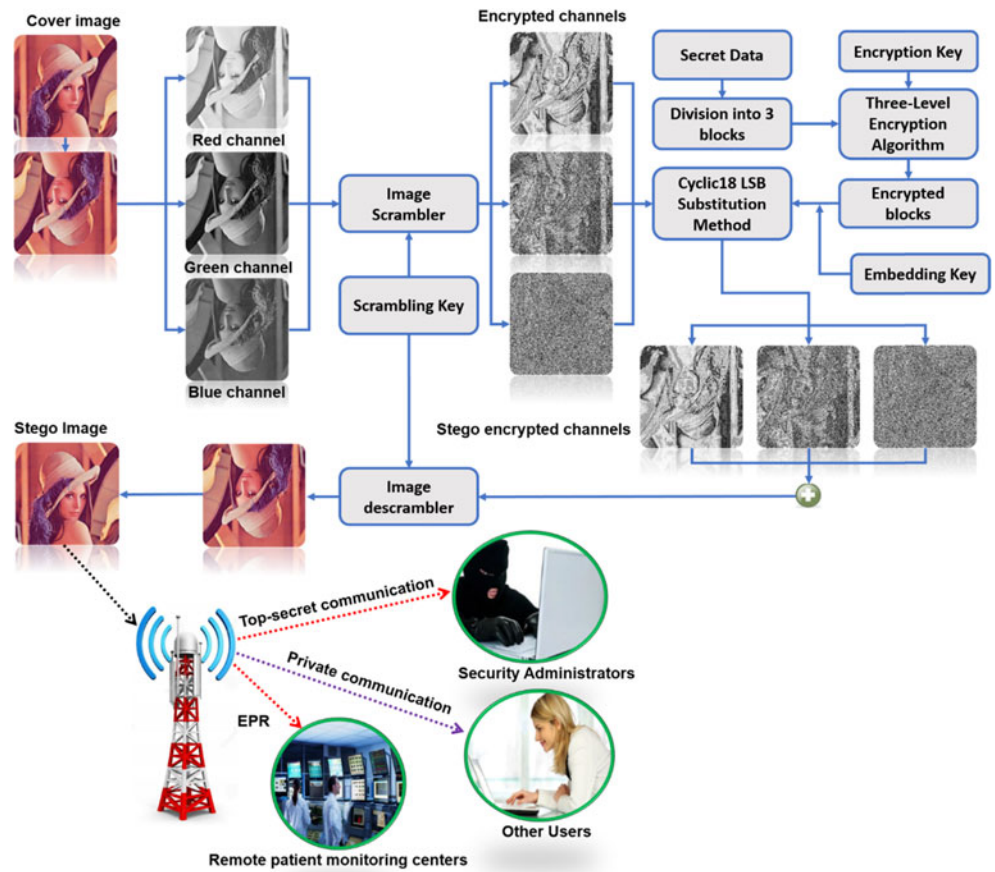 Cover image
Encrypted channels
Red channel
Green channel
Blue channel
Image
Scrambler
Scrambling Key
Secret Data
Encryption Key
Division into 3
blocks
Three-Level
Encryption
Algorithm
Cyclic18 LSB
Substitution
Method
Encrypted
blocks
Embedding Key
Stego Image
Stego encrypted channels
Image
descrambler
Top-secret communication
Security Administrators
Private communication
EPR
Other Users
Remote patient monitoring centers